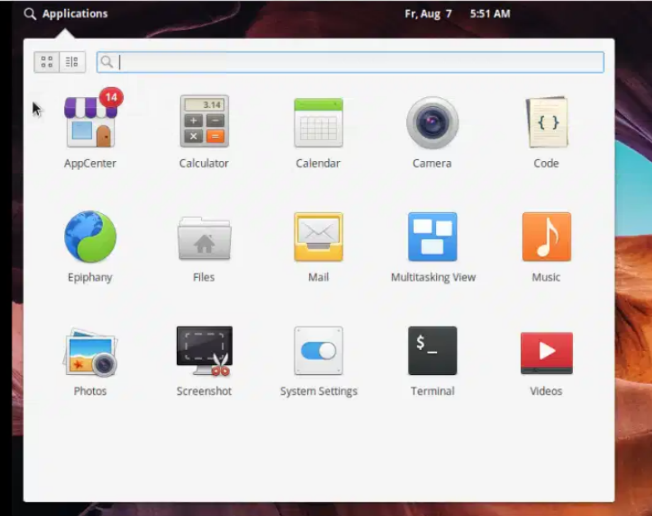 Applications Fr, Aug 7 5:51 AM
14
3.14
AppCenter Calculator Calendar Camera Code
{ }
Epiphany Files Mail Multitasking View Music
$_
Photos Screenshot System Settings Terminal Videos